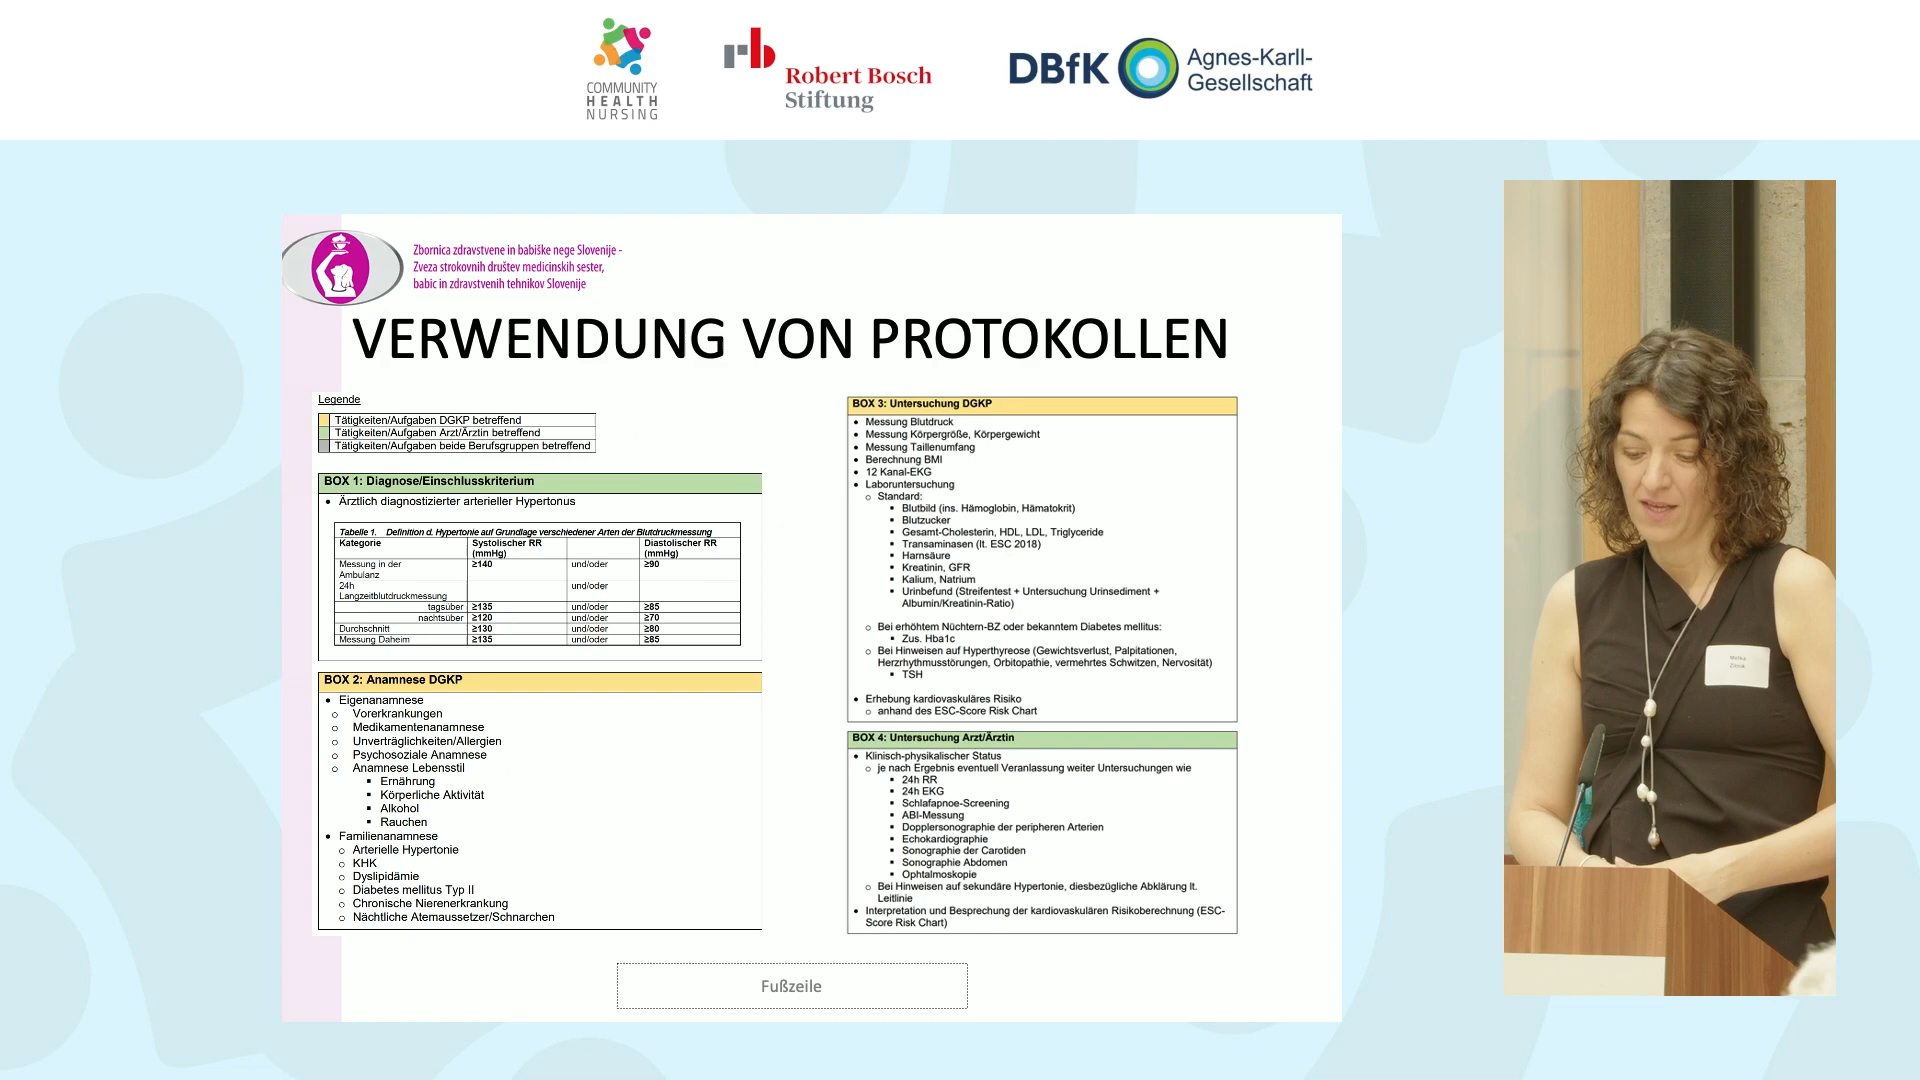 COMMUNITY
HEALTH
NURSING
rb
Robert Bosch
Stiftung
DBfK
Agnes-Karll-
Gesellschaft
Zbornica zdravstvene in babiške nege Slovenije -
Zveza strokovnih društev medicinskih sester,
babic in zdravstvenih tehnikov Slovenije
VERWENDUNG VON PROTOKOLLEN
Legende
Tätigkeiten/Aufgaben DGKP betreffend
Tätigkeiten/Aufgaben Arzt/Ärztin betreffend
Tätigkeiten/Aufgaben beide Berufsgruppen betreffend
BOX 1: Diagnose/Einschlusskriterium
• Ärztlich diagnostizierter arterieller Hypertonus
Tabelle 1. Definition d. Hypertonie auf Grundlage verschiedener Arten der Blutdruckmessung
Kategorie Systolischer RR (mmHg) Diastolischer RR (mmHg)
Messung in der Ambulanz ≥140 und/oder ≥90
24h Langzeitblutdruckmessung und/oder
tagsüber ≥135 und/oder ≥85
nachtsüber ≥120 und/oder ≥70
Durchschnitt ≥130 und/oder ≥80
Messung Daheim ≥135 und/oder ≥85
BOX 2: Anamnese DGKP
• Eigenanamnese
o Vorerkrankungen
o Medikamentenanamnese
o Unverträglichkeiten/Allergien
o Psychosoziale Anamnese
o Anamnese Lebensstil
▪ Ernährung
▪ Körperliche Aktivität
▪ Alkohol
▪ Rauchen
• Familienanamnese
o Arterielle Hypertonie
o KHK
o Dyslipidämie
o Diabetes mellitus Typ II
o Chronische Nierenerkrankung
o Nächtliche Atemaussetzer/Schnarchen
BOX 3: Untersuchung DGKP
• Messung Blutdruck
• Messung Körpergröße, Körpergewicht
• Messung Taillenumfang
• Berechnung BMI
• 12 Kanal-EKG
• Laboruntersuchung
o Standard:
▪ Blutbild (ins. Hämoglobin, Hämatokrit)
▪ Blutzucker
▪ Gesamt-Cholesterin, HDL, LDL, Triglyceride
▪ Transaminasen (lt. ESC 2018)
▪ Harnsäure
▪ Kreatinin, GFR
▪ Kalium, Natrium
▪ Urinbefund (Streifentest + Untersuchung Urinsediment +
Albumin/Kreatinin-Ratio)
o Bei erhöhtem Nüchtern-BZ oder bekanntem Diabetes mellitus:
▪ Zus. Hba1c
o Bei Hinweisen auf Hyperthyreose (Gewichtsverlust, Palpitationen,
Herzrhythmusstörungen, Orbitopathie, vermehrtes Schwitzen, Nervosität)
▪ TSH
• Erhebung kardiovaskuläres Risiko
o anhand des ESC-Score Risk Chart
BOX 4: Untersuchung Arzt/Ärztin
• Klinisch-physikalischer Status
o je nach Ergebnis eventuell Veranlassung weiter Untersuchungen wie
▪ 24h RR
▪ 24h EKG
▪ Schlafapnoe-Screening
▪ ABI-Messung
▪ Dopplersonographie der peripheren Arterien
▪ Echokardiographie
▪ Sonographie der Carotiden
▪ Sonographie Abdomen
▪ Ophtalmoskopie
o Bei Hinweisen auf sekundäre Hypertonie, diesbezügliche Abklärung lt.
Leitlinie
• Interpretation und Besprechung der kardiovaskulären Risikoberechnung (ESC-
Score Risk Chart)
Fußzeile